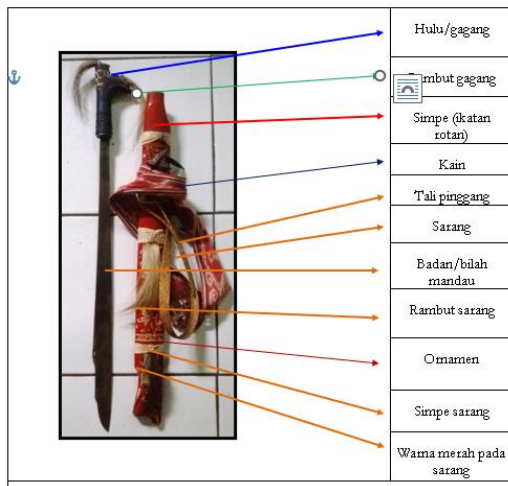 Hulu/gagang
mbut gagang
Simpe (ikatan
rotan)
Kain
Tali pinggang
Sarang
Badan/bilah
mandau
Rambut sarang
Ornamen
Simpe sarang
Warna merah pada
sarang